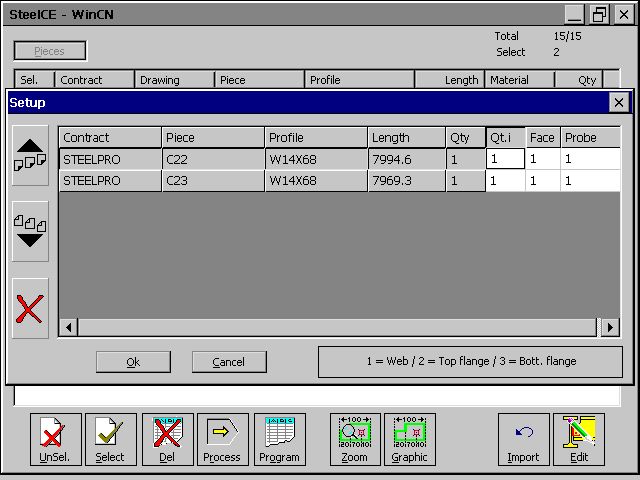 SteelCE - WinCN
Total 15/15
Pieces
Select 2
Sel. Contract Drawing Piece Profile Length Material Qty
Setup
Contract Piece Profile Length Qty Qt.i Face Probe
STEELPRO C22 W14X68 7994.6 1 1 1 1
STEELPRO C23 W14X68 7969.3 1 1 1 1
Ok Cancel 1 = Web / 2 = Top flange / 3 = Bott. flange
UnSel. Select Del Process Program Zoom Graphic Import Edit